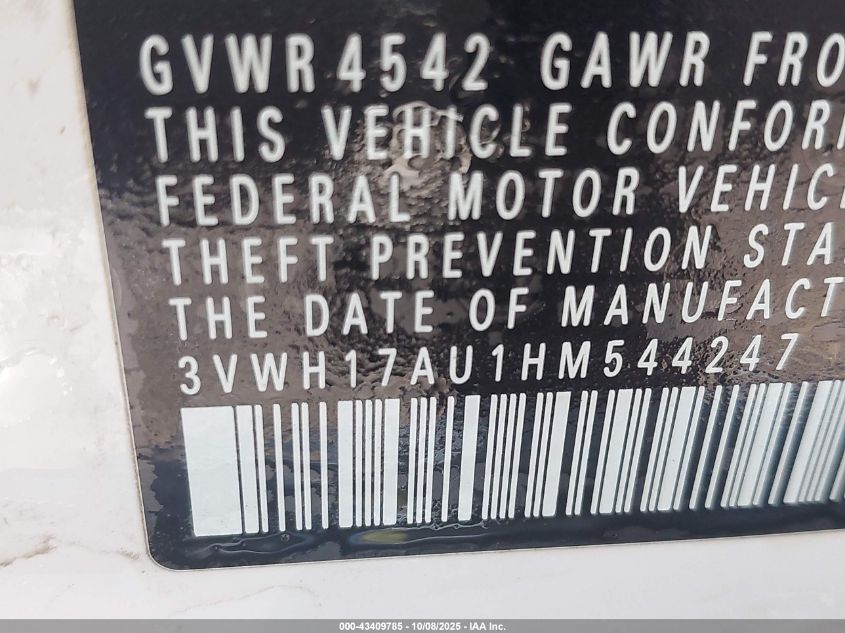 GVWR 4542 GAWR FRO
THIS VEHICLE CONFOR
FEDERAL MOTOR VEHIC
THEFT PREVENTION STA
THE DATE OF MANUFACT
3VWH17AU1HM544247
000-43409785 - 10/08/2025 - IAA Inc.